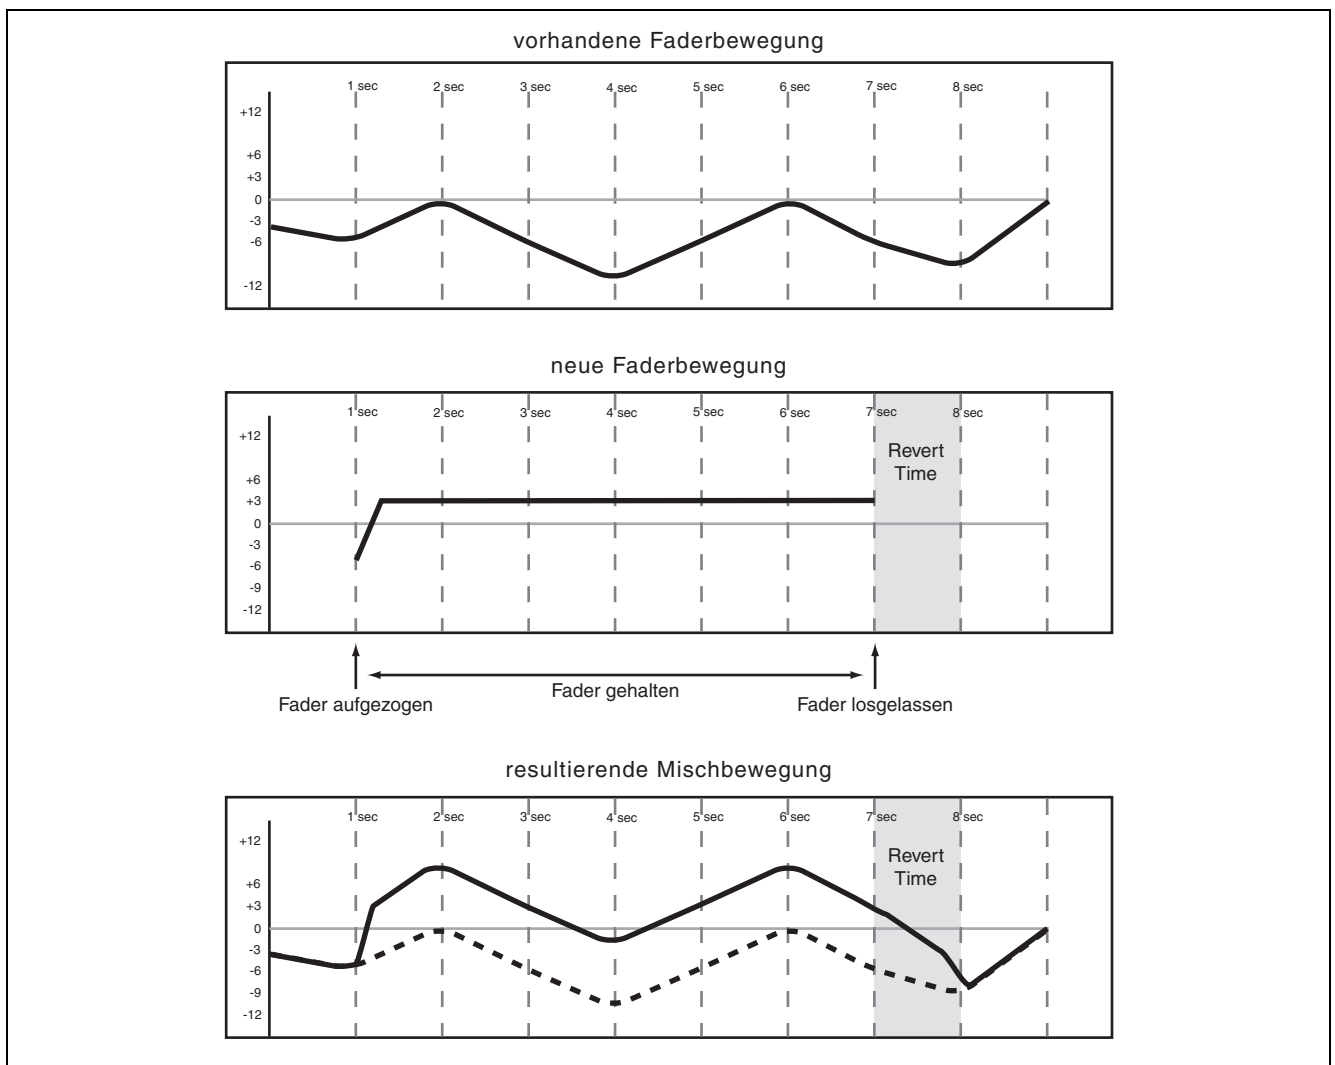 vorhandene Faderbewegung
1 sec 2 sec 3 sec 4 sec 5 sec 6 sec 7 sec 8 sec
+12
+6
+3
0
-3
-6
-12
neue Faderbewegung
1 sec 2 sec 3 sec 4 sec 5 sec 6 sec 7 sec 8 sec
+12
+6
+3
0
-3
-6
-9
-12
Revert
Time
Fader gehalten
Fader aufgezogen Fader losgelassen
resultierende Mischbewegung
1 sec 2 sec 3 sec 4 sec 5 sec 6 sec 7 sec 8 sec
+12
+6
+3
0
-3
-6
-9
-12
Revert
Time